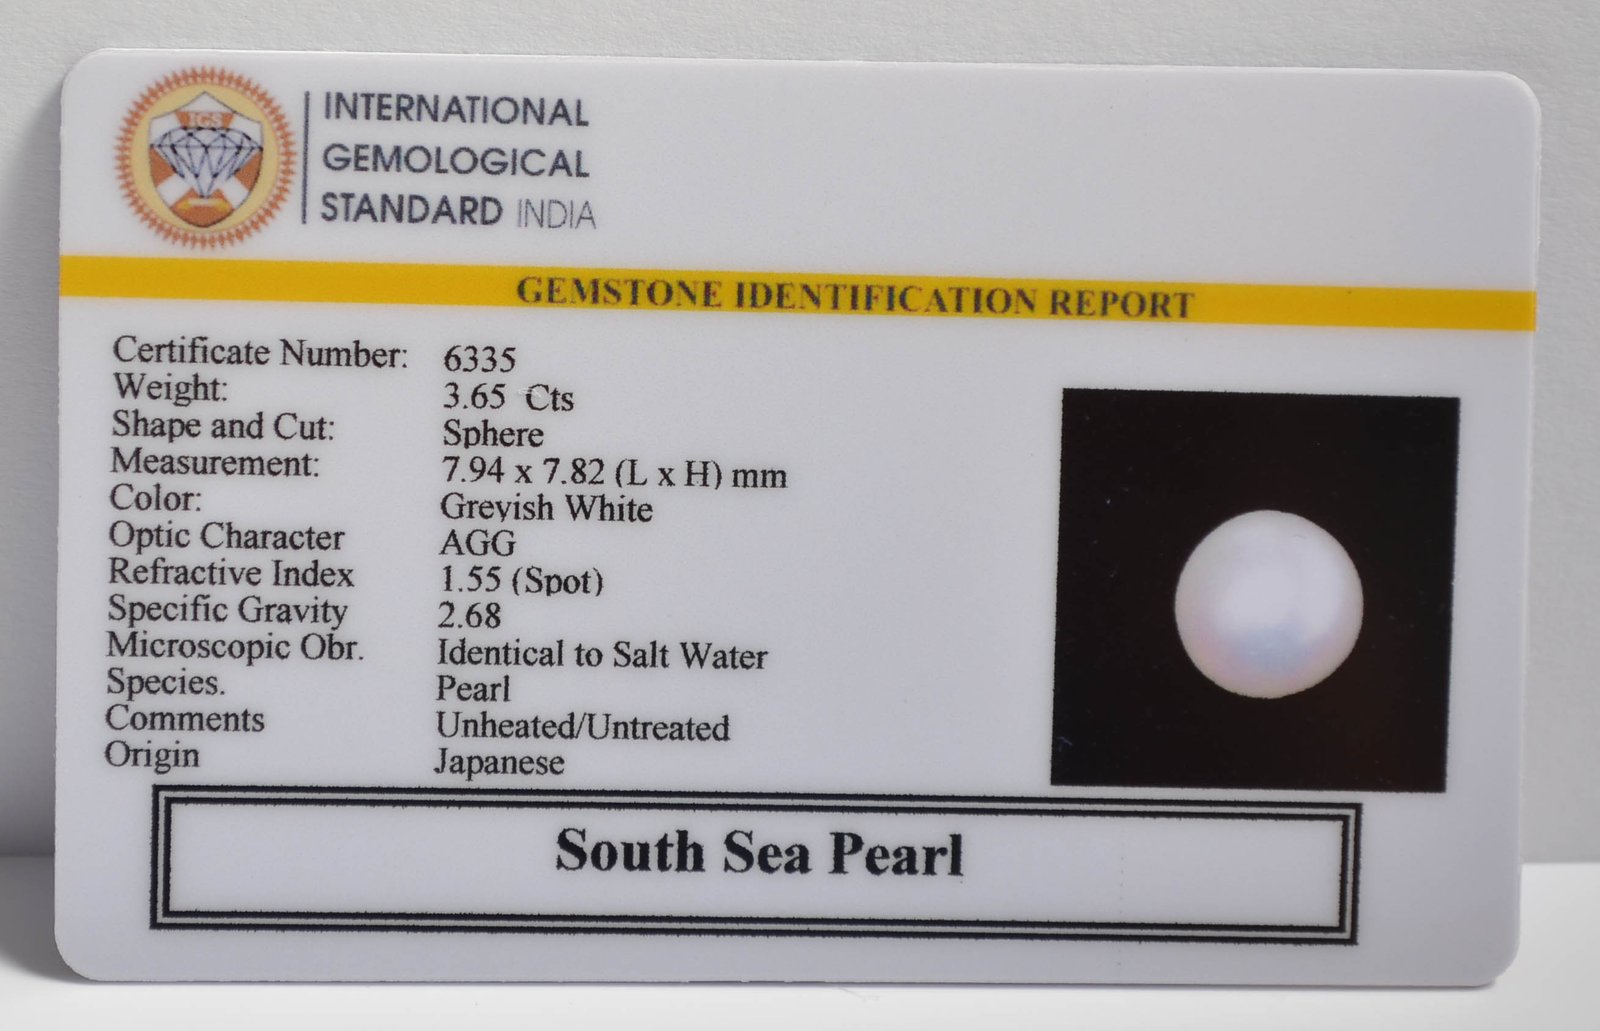 IGS
INTERNATIONAL
GEMOLOGICAL
STANDARD INDIA
GEMSTONE IDENTIFICATION REPORT
Certificate Number: 6335
Weight: 3.65 Cts
Shape and Cut: Sphere
Measurement: 7.94 x 7.82 (L x H) mm
Color: Greyish White
Optic Character AGG
Refractive Index 1.55 (Spot)
Specific Gravity 2.68
Microscopic Obr. Identical to Salt Water
Species. Pearl
Comments Unheated/Untreated
Origin Japanese
South Sea Pearl